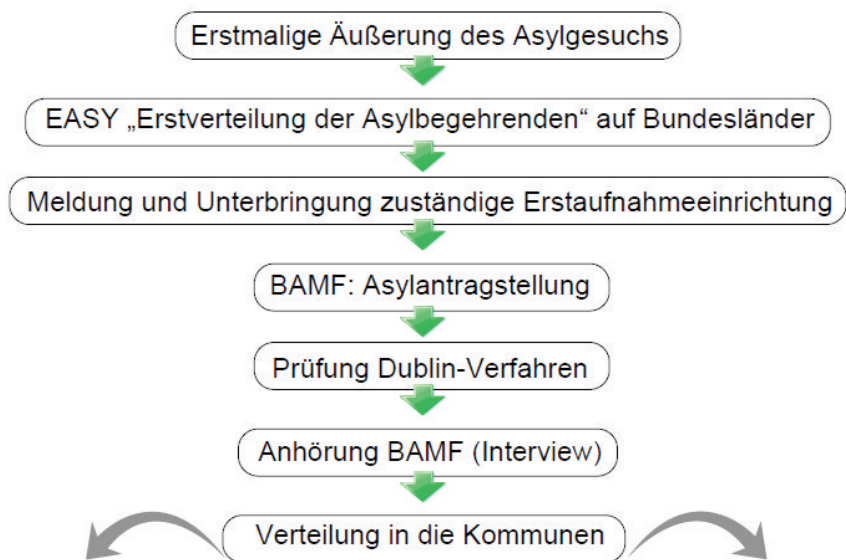 Erstmalige Äußerung des Asylgesuchs
EASY „Erstverteilung der Asylbegehrenden“ auf Bundesländer
Meldung und Unterbringung zuständige Erstaufnahmeeinrichtung
BAMF: Asylantragstellung
Prüfung Dublin-Verfahren
Anhörung BAMF (Interview)
Verteilung in die Kommunen